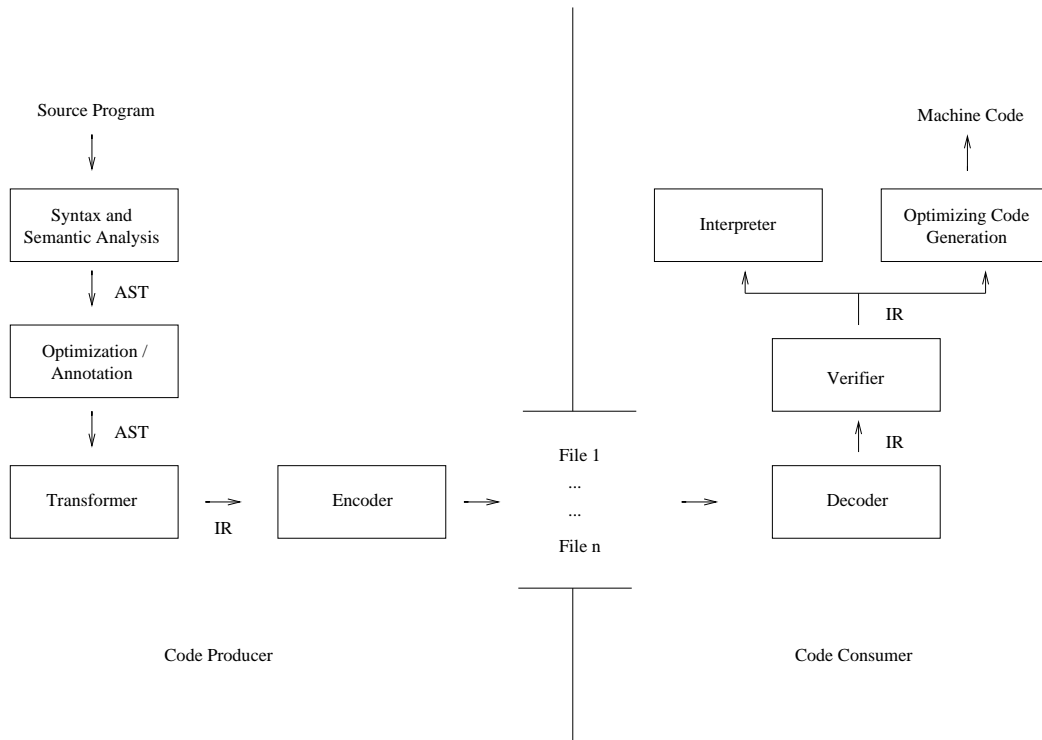 Source Program
Syntax and
Semantic Analysis
AST
Optimization /
Annotation
AST
Transformer
IR
Encoder
File 1
...
...
File n
Code Producer
Machine Code
Interpreter
Optimizing Code
Generation
IR
Verifier
IR
Decoder
Code Consumer